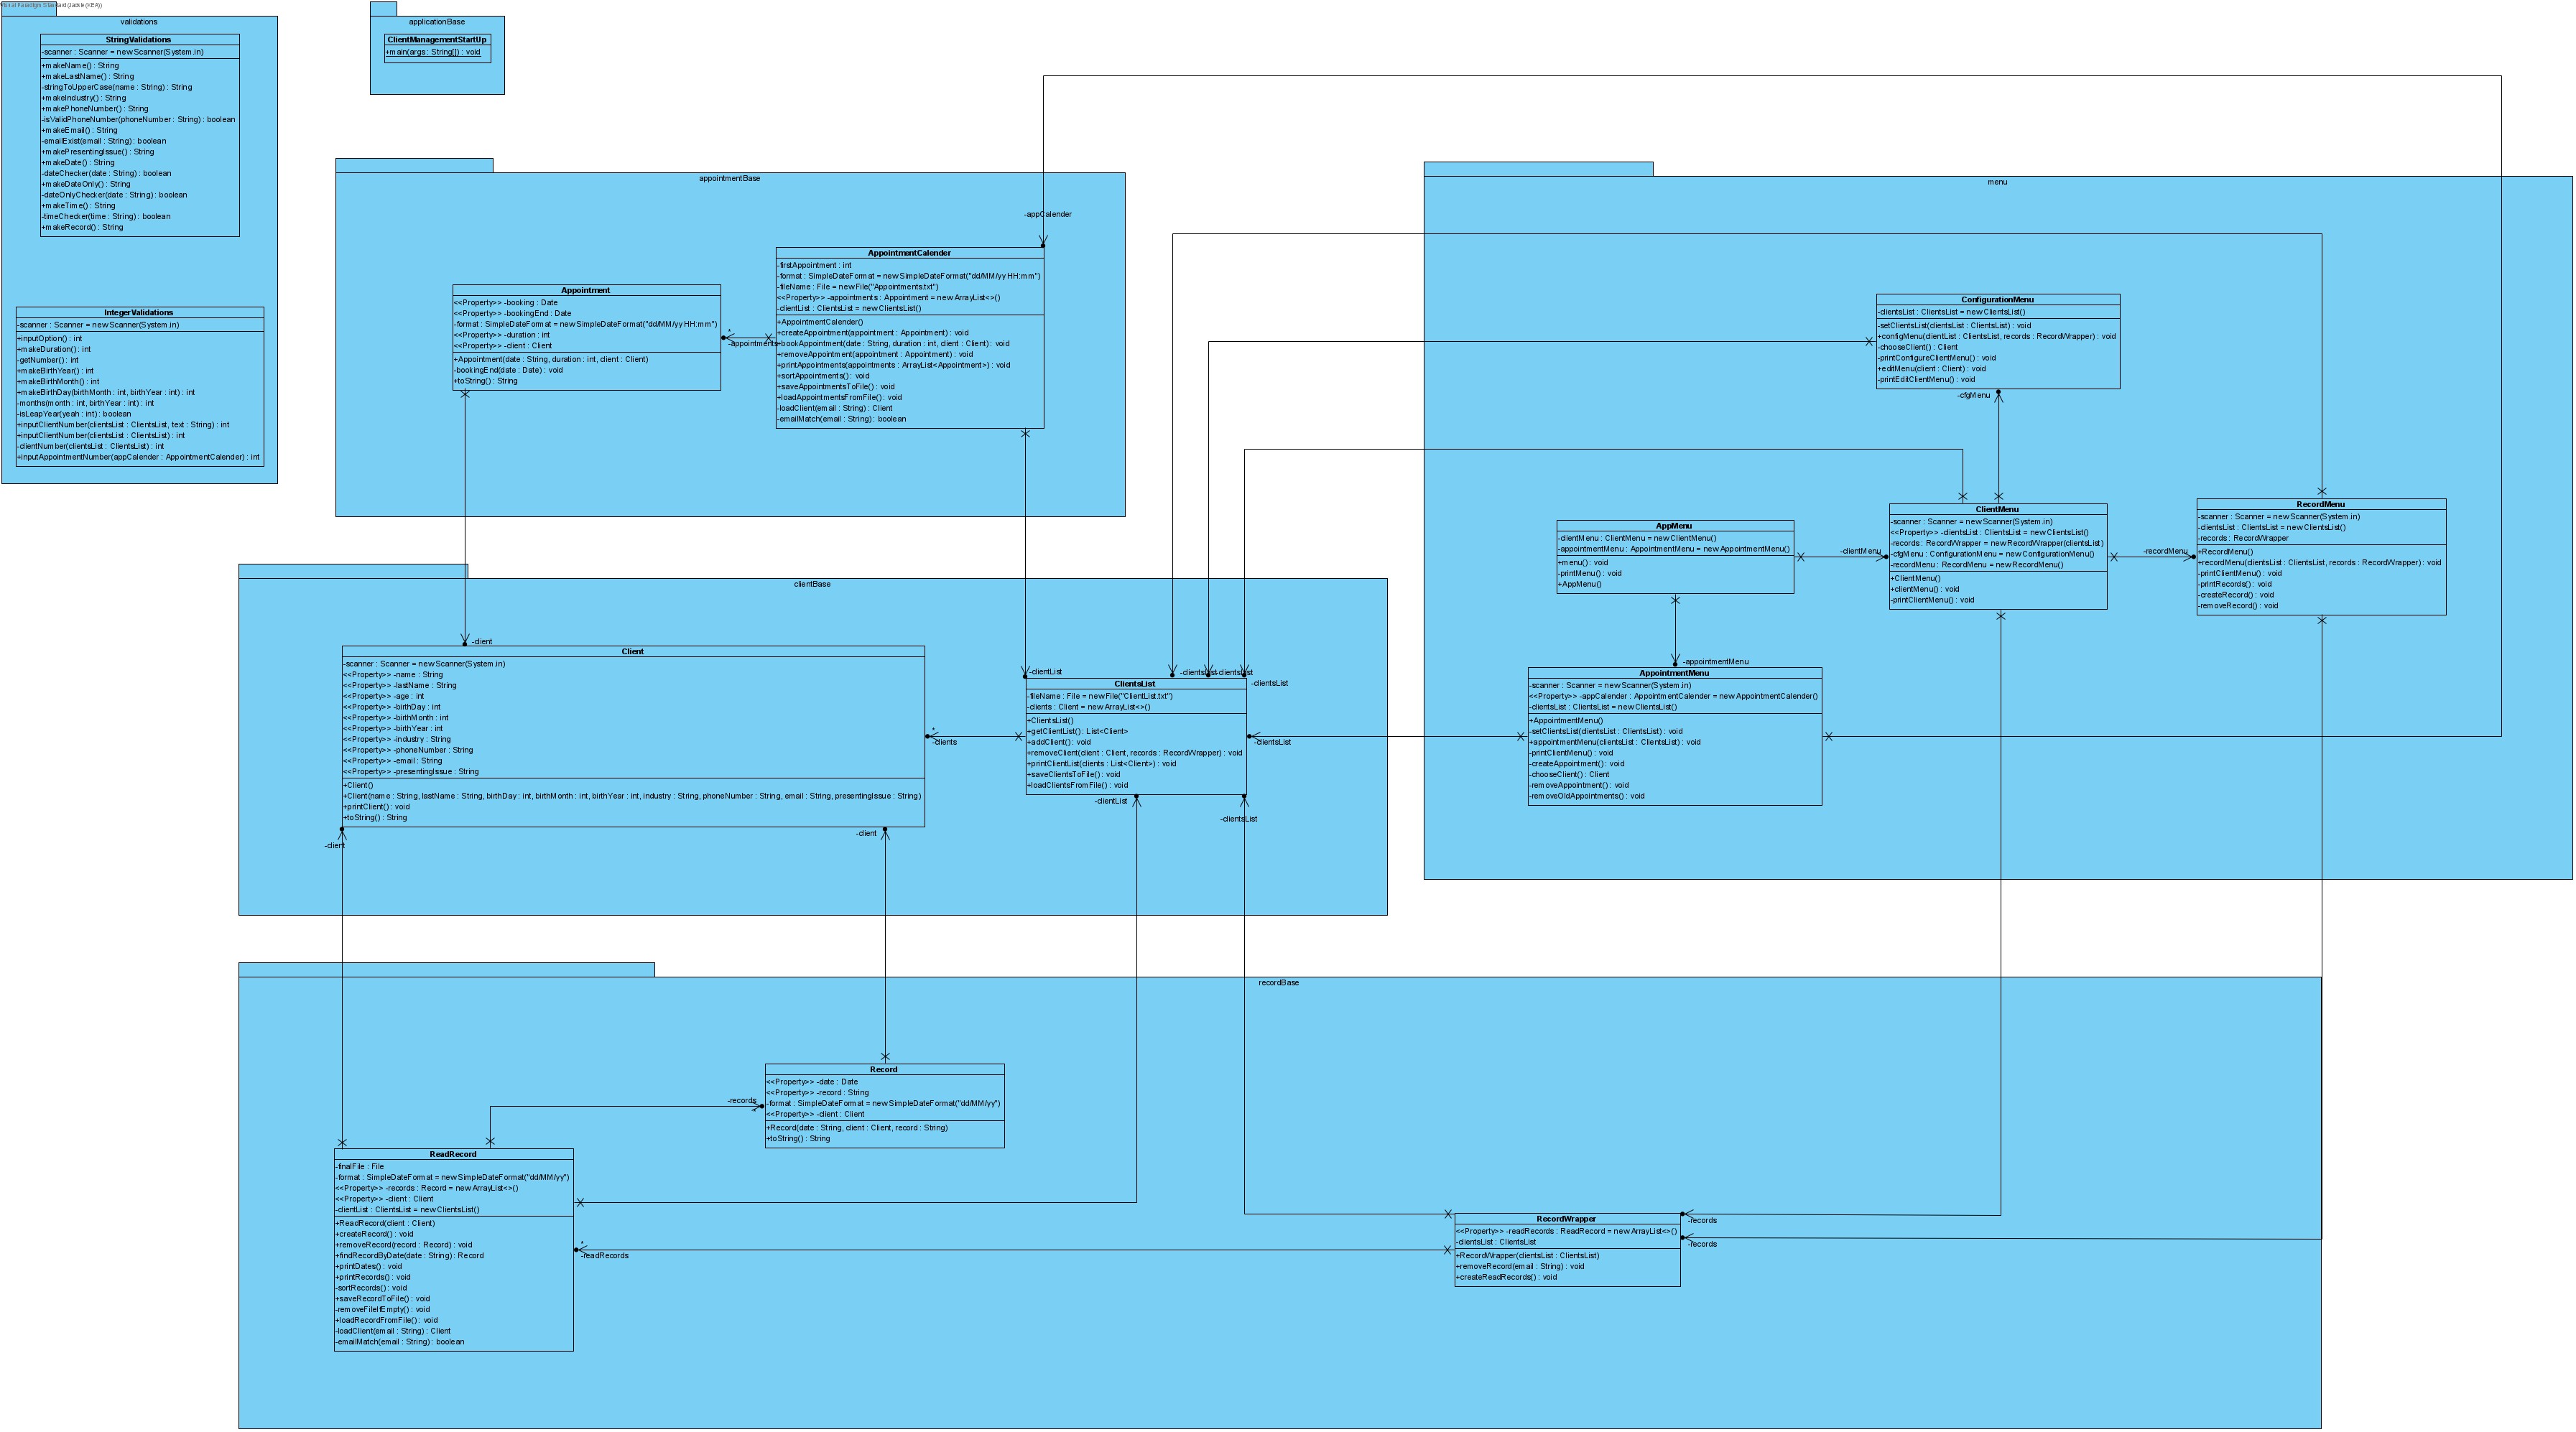 Visual Paradigm Standard (Jackie (KEA))
validations
StringValidations
-scanner : Scanner = new Scanner(System.in)
+makeName() : String
+makeLastName() : String
-stringToUpperCase(name : String) : String
+makeIndustry() : String
+makePhoneNumber() : String
-isValidPhoneNumber(phoneNumber : String) : boolean
+makeEmail() : String
-emailExist(email : String) : boolean
+makePresentingIssue() : String
+makeDate() : String
-dateChecker(date : String) : boolean
+makeDateOnly() : String
-dateOnlyChecker(date : String) : boolean
+makeTime() : String
-timeChecker(time : String) : boolean
+makeRecord() : String
IntegerValidations
-scanner : Scanner = new Scanner(System.in)
+inputOption() : int
+makeDuration() : int
-getNumber() : int
+makeBirthYear() : int
+makeBirthMonth() : int
+makeBirthDay(birthMonth : int, birthYear : int) : int
-months(month : int, birthYear : int) : int
-isLeapYear(yeah : int) : boolean
+inputClientNumber(clientsList : ClientsList, text : String) : int
+inputClientNumber(clientsList : ClientsList) : int
-clientNumber(clientsList : ClientsList) : int
+inputAppointmentNumber(appCalender : AppointmentCalender) : int
applicationBase
ClientManagementStartUp
+main(args : String[]) : void
appointmentBase
-appCalender
Appointment
<<Property>> -booking : Date
<<Property>> -bookingEnd : Date
-format : SimpleDateFormat = new SimpleDateFormat("dd/MM/yy HH:mm")
<<Property>> -duration : int
<<Property>> -client : Client
+Appointment(date : String, duration : int, client : Client)
-bookingEnd(date : Date) : void
+toString() : String
*
-appointments
AppointmentCalender
-firstAppointment : int
-format : SimpleDateFormat = new SimpleDateFormat("dd/MM/yy HH:mm")
-fileName : File = new File("Appointments.txt")
<<Property>> -appointments : Appointment = new ArrayList<>()
-clientList : ClientsList = new ClientsList()
+AppointmentCalender()
+createAppointment(appointment : Appointment) : void
+bookAppointment(date : String, duration : int, client : Client) : void
+removeAppointment(appointment : Appointment) : void
+printAppointments(appointments : ArrayList<Appointment>) : void
+sortAppointments() : void
+saveAppointmentsToFile() : void
+loadAppointmentsFromFile() : void
-loadClient(email : String) : Client
-emailMatch(email : String) : boolean
menu
ConfigurationMenu
-clientsList : ClientsList = new ClientsList()
-setClientsList(clientsList : ClientsList) : void
+configMenu(clientList : ClientsList, records : RecordWrapper) : void
-chooseClient() : Client
-printConfigureClientMenu() : void
+editMenu(client : Client) : void
-printEditClientMenu() : void
-cfgMenu
AppMenu
-clientMenu : ClientMenu = new ClientMenu()
-appointmentMenu : AppointmentMenu = new AppointmentMenu()
+menu() : void
-printMenu() : void
+AppMenu()
-clientMenu
ClientMenu
-scanner : Scanner = new Scanner(System.in)
<<Property>> -clientsList : ClientsList = new ClientsList()
-records : RecordWrapper = new RecordWrapper(clientsList)
-cfgMenu : ConfigurationMenu = new ConfigurationMenu()
-recordMenu : RecordMenu = new RecordMenu()
+ClientMenu()
+clientMenu() : void
-printClientMenu() : void
-recordMenu
RecordMenu
-scanner : Scanner = new Scanner(System.in)
-clientsList : ClientsList = new ClientsList()
-records : RecordWrapper
+RecordMenu()
+recordMenu(clientsList : ClientsList, records : RecordWrapper) : void
-printClientMenu() : void
-printRecords() : void
-createRecord() : void
-removeRecord() : void
-appointmentMenu
AppointmentMenu
-scanner : Scanner = new Scanner(System.in)
<<Property>> -appCalender : AppointmentCalender = new AppointmentCalender()
-clientsList : ClientsList = new ClientsList()
+AppointmentMenu()
-setClientsList(clientsList : ClientsList) : void
+appointmentMenu(clientsList : ClientsList) : void
-printClientMenu() : void
-createAppointment() : void
-chooseClient() : Client
-removeAppointment() : void
-removeOldAppointments() : void
clientBase
-client
Client
-scanner : Scanner = new Scanner(System.in)
<<Property>> -name : String
<<Property>> -lastName : String
<<Property>> -age : int
<<Property>> -birthDay : int
<<Property>> -birthMonth : int
<<Property>> -birthYear : int
<<Property>> -industry : String
<<Property>> -phoneNumber : String
<<Property>> -email : String
<<Property>> -presentingIssue : String
+Client()
+Client(name : String, lastName : String, birthDay : int, birthMonth : int, birthYear : int, industry : String, phoneNumber : String, email : String, presentingIssue : String)
+printClient() : void
+toString() : String
-client
-client
*
-clients
-clientList
-clientsList
-clientsList
-clientsList
ClientsList
-fileName : File = new File("ClientList.txt")
-clients : Client = new ArrayList<>()
+ClientsList()
+getClientList() : List<Client>
+addClient() : void
+removeClient(client : Client, records : RecordWrapper) : void
+printClientList(clients : List<Client>) : void
+saveClientsToFile() : void
+loadClientsFromFile() : void
-clientsList
-clientList
-clientsList
recordBase
Record
<<Property>> -date : Date
<<Property>> -record : String
-format : SimpleDateFormat = new SimpleDateFormat("dd/MM/yy")
<<Property>> -client : Client
+Record(date : String, client : Client, record : String)
+toString() : String
-records
*
ReadRecord
-finalFile : File
-format : SimpleDateFormat = new SimpleDateFormat("dd/MM/yy")
<<Property>> -records : Record = new ArrayList<>()
<<Property>> -client : Client
-clientList : ClientsList = new ClientsList()
+ReadRecord(client : Client)
+createRecord() : void
+removeRecord(record : Record) : void
+findRecordByDate(date : String) : Record
+printDates() : void
+printRecords() : void
-sortRecords() : void
+saveRecordToFile() : void
-removeFileIfEmpty() : void
+loadRecordFromFile() : void
-loadClient(email : String) : Client
-emailMatch(email : String) : boolean
*
-readRecords
RecordWrapper
<<Property>> -readRecords : ReadRecord = new ArrayList<>()
-clientsList : ClientsList
+RecordWrapper(clientsList : ClientsList)
+removeRecord(email : String) : void
+createReadRecords() : void
-records
-records